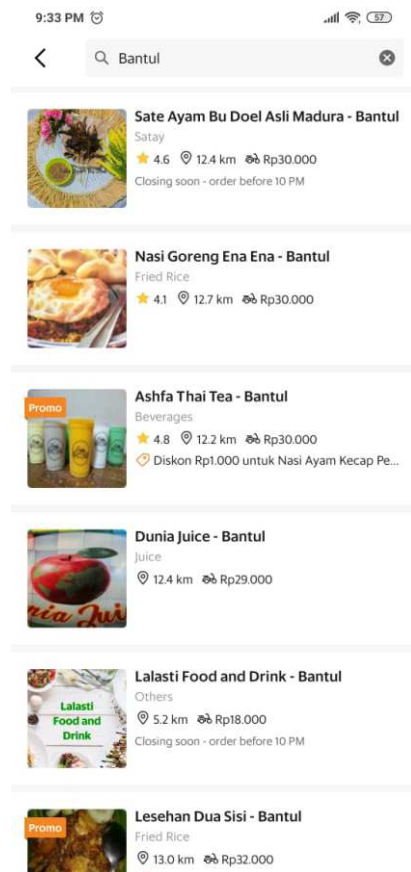 9:33 PM
57
Bantul
Sate Ayam Bu Doel Asli Madura - Bantul
Satay
4.6 12.4 km Rp30.000
Closing soon - order before 10 PM
Nasi Goreng Ena Ena - Bantul
Fried Rice
4.1 12.7 km Rp30.000
Promo
Ashfa Thai Tea - Bantul
Beverages
4.8 12.2 km Rp30.000
Diskon Rp1.000 untuk Nasi Ayam Kecap Pe...
Dunia Juice - Bantul
Juice
12.4 km Rp29.000
Lalasti Food and Drink - Bantul
Others
5.2 km Rp18.000
Closing soon - order before 10 PM
Lalasti
Food and
Drink
Promo
Lesehan Dua Sisi - Bantul
Fried Rice
13.0 km Rp32.000